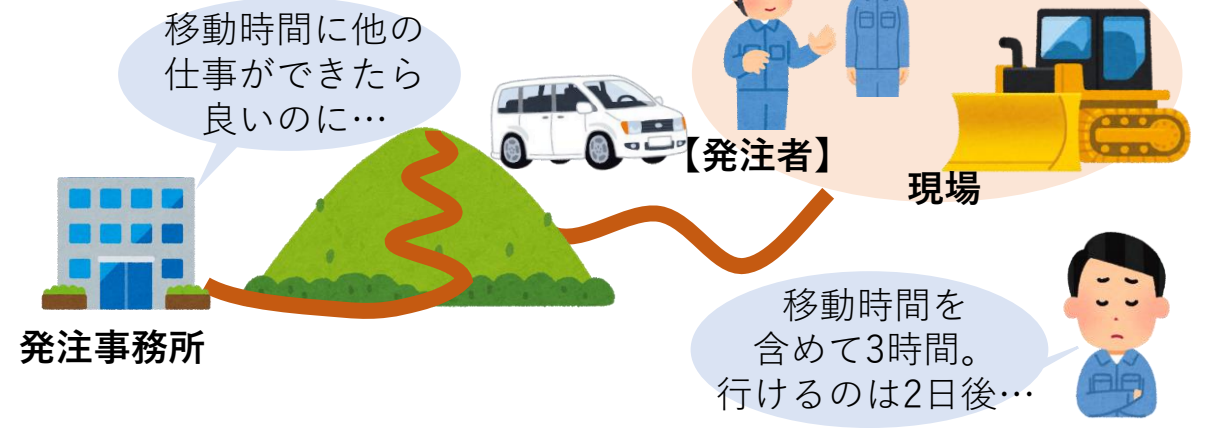 移動時間に他の
仕事ができたら
良いのに…
【発注者】
現場
発注事務所
移動時間を
含めて3時間。
行けるのは2日後…